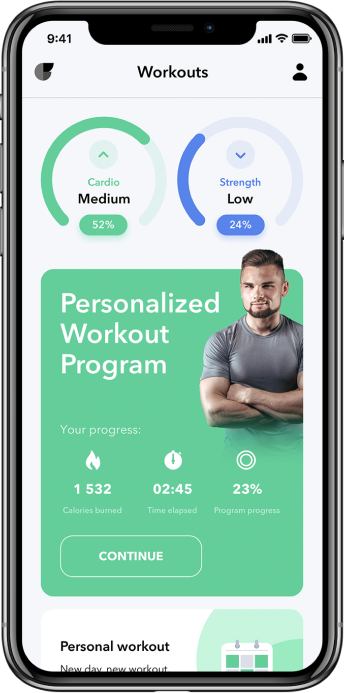 9:41
Workouts
Cardio
Medium
52%
Strength
Low
24%
Personalized
Workout
Program
Your progress:
1 532
02:45
23%
Calories burned
Time elapsed
Program progress
CONTINUE
Personal workout
New day, new workout